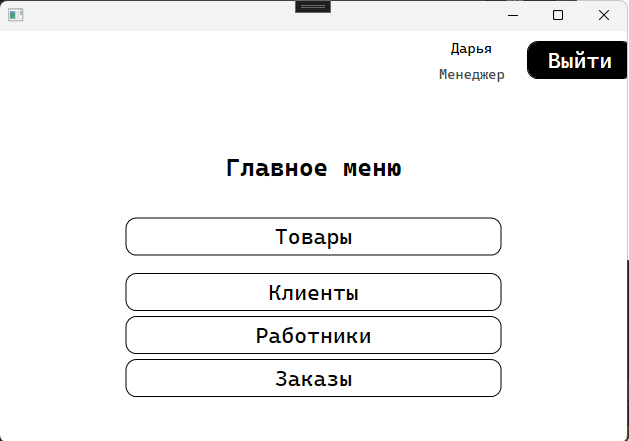 Дарья
Выйти
Менеджер
Главное меню
Товары
Клиенты
Работники
Заказы